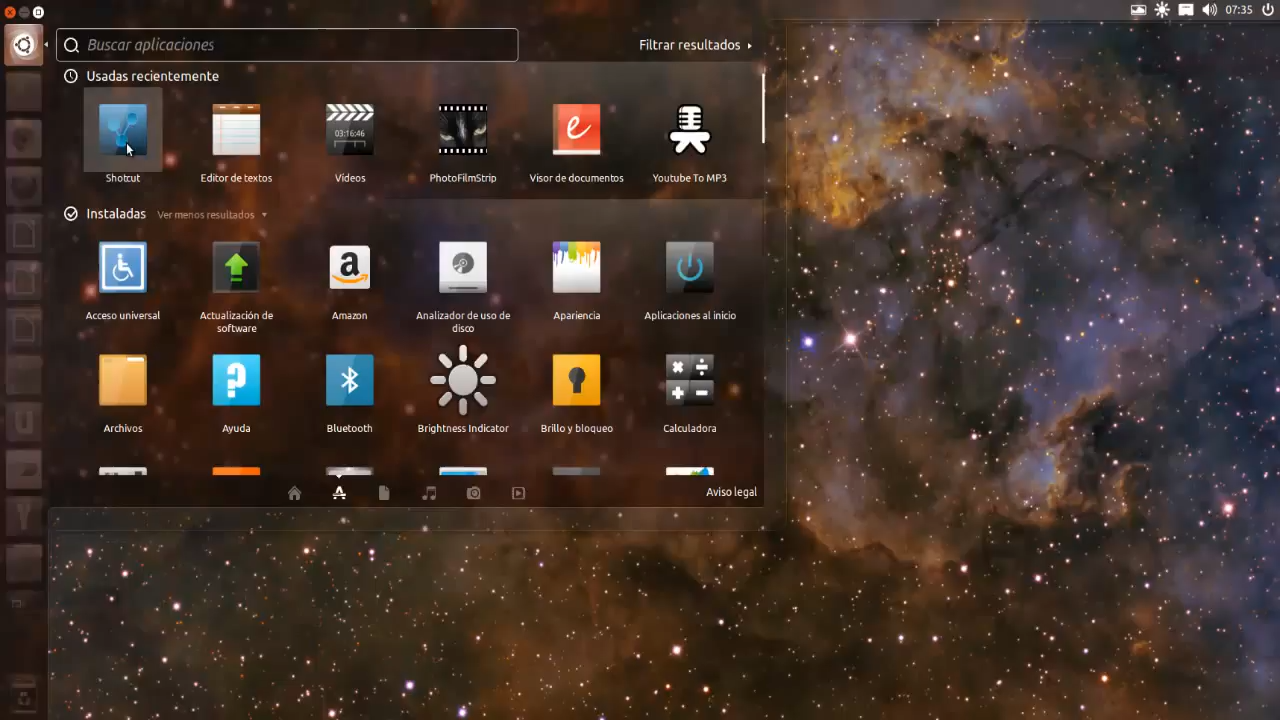 07:35
Buscar aplicaciones
Filtrar resultados
Usadas recientemente
03:16:46
Shotcut
Editor de textos
Vídeos
PhotoFilmStrip
Visor de documentos
Youtube To MP3
Instaladas
Ver menos resultados
Acceso universal
Actualización de
software
Amazon
Analizador de uso de
disco
Apariencia
Aplicaciones al inicio
Archivos
Ayuda
Bluetooth
Brightness Indicator
Brillo y bloqueo
Calculadora
Aviso legal